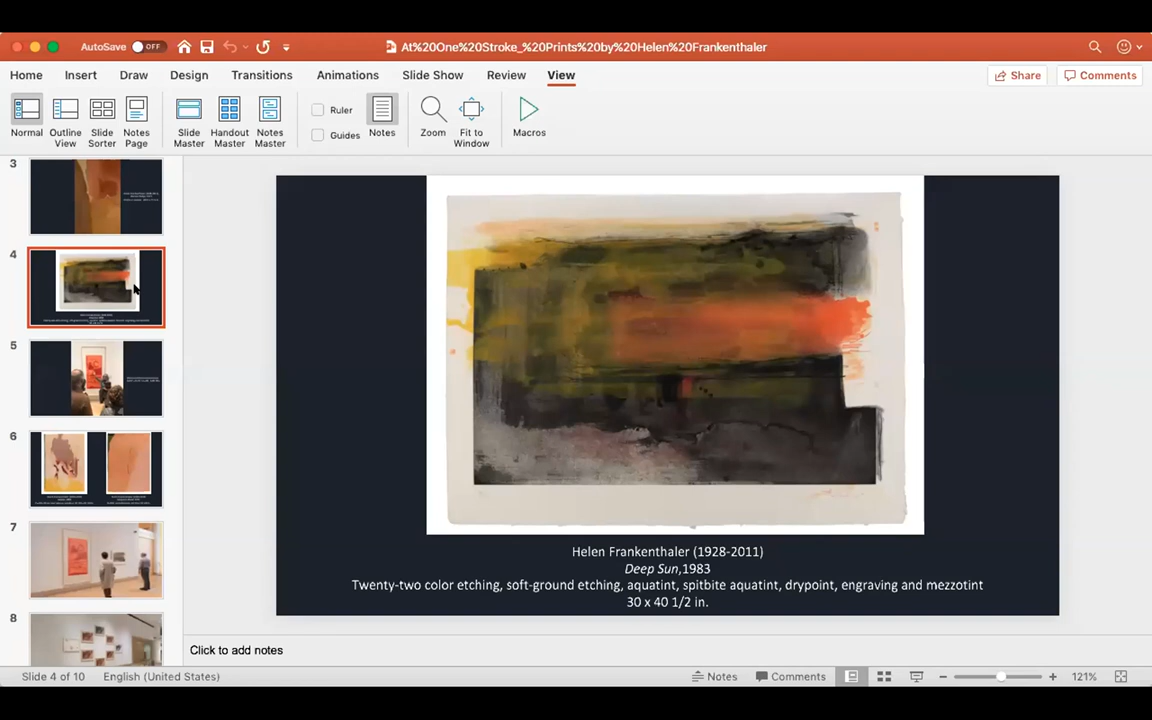 AutoSave OFF
At%20One%20Stroke_%20Prints%20by%20Helen%20Frankenthaler
Home Insert Draw Design Transitions Animations Slide Show Review View Share Comments
Normal Outline View Slide Sorter Notes Page Slide Master Handout Master Notes Master Ruler Guides Notes Zoom Fit to Window Macros
3
4
5
6
7
8
Helen Frankenthaler (1928-2011)
Deep Sun,1983
Twenty-two color etching, soft-ground etching, aquatint, spitbite aquatint, drypoint, engraving and mezzotint
30 x 40 1/2 in.
Click to add notes
Slide 4 of 10 English (United States) Notes Comments 121%